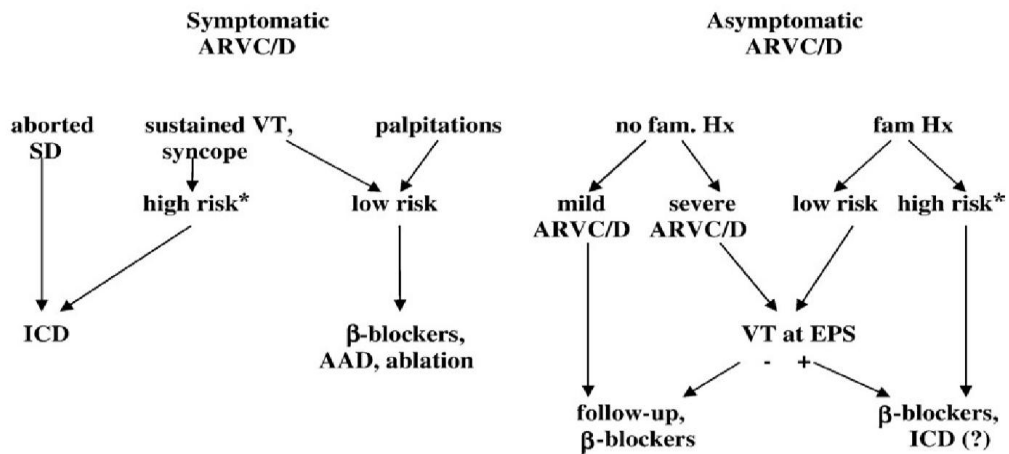 Symptomatic
ARVC/D
Asymptomatic
ARVC/D
aborted
SD
sustained VT,
syncope
palpitations
no fam. Hx
fam Hx
high risk*
low risk
mild
ARVC/D
severe
ARVC/D
low risk
high risk*
ICD
β-blockers,
AAD, ablation
VT at EPS
- +
follow-up,
β-blockers
β-blockers,
ICD (?)